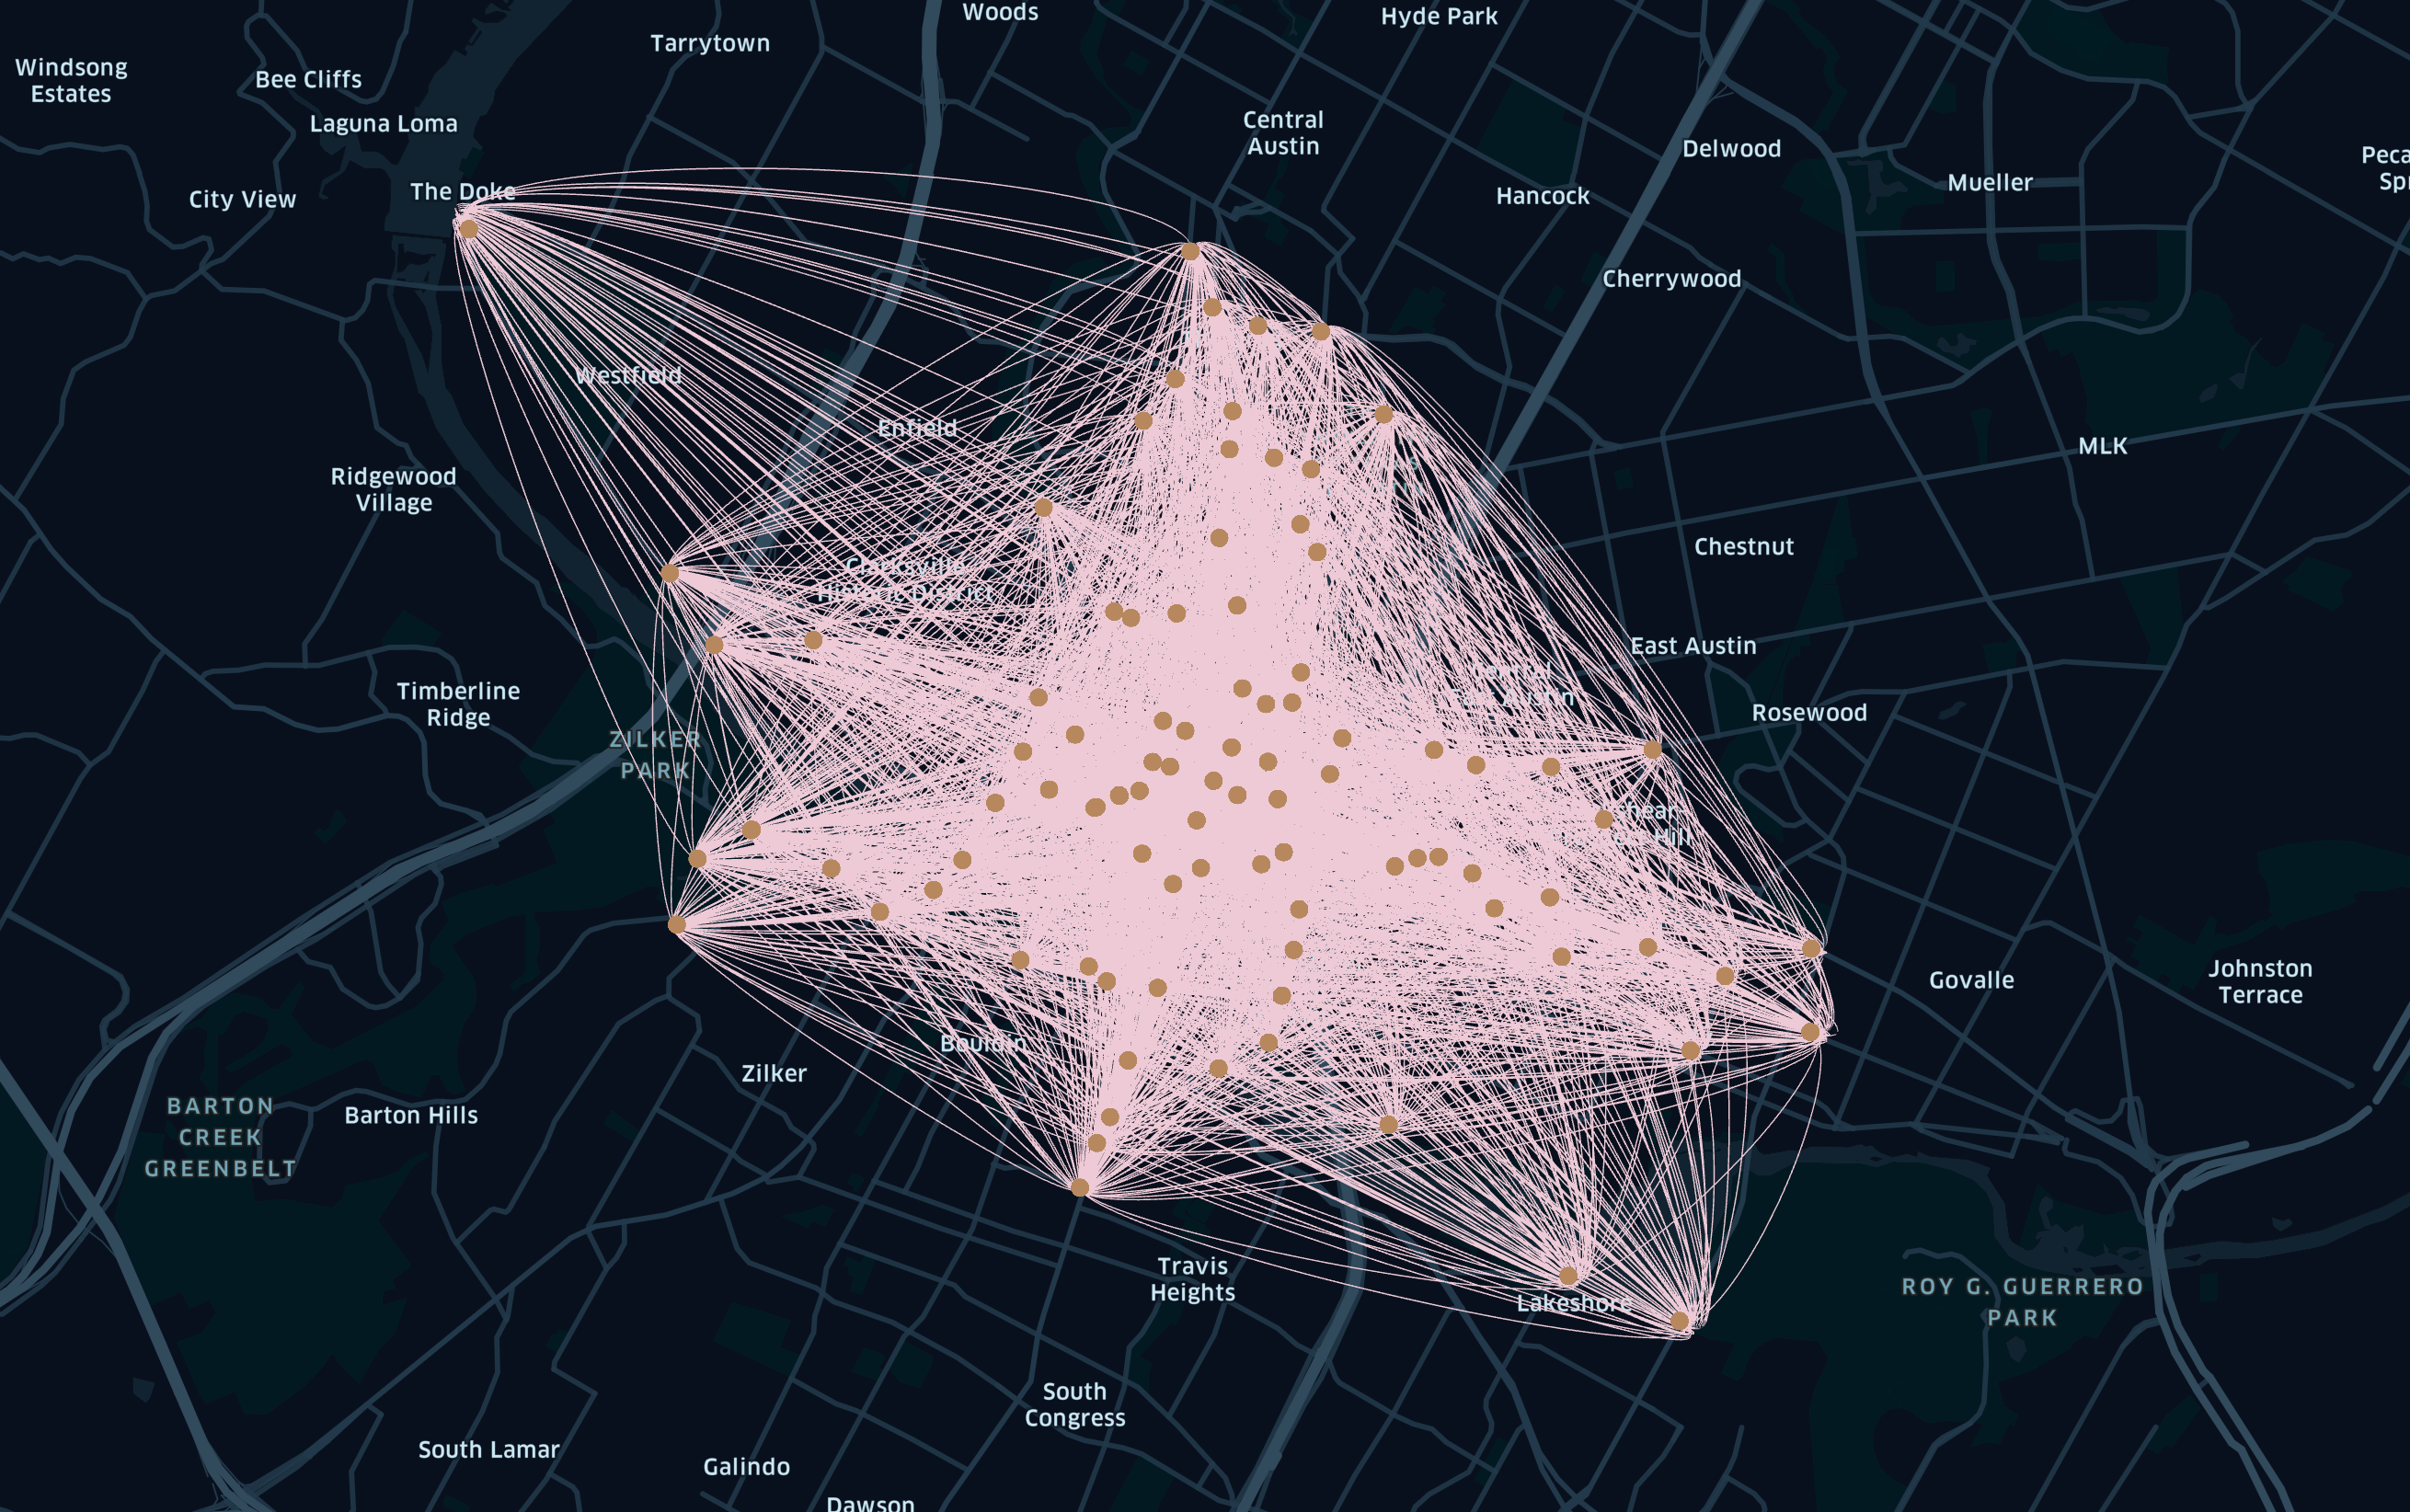 Woods
Hyde Park
Tarrytown
Windsong
Estates
Bee Cliffs
Laguna Loma
Central
Austin
Delwood
Peca
Spr
The Doke
City View
Hancock
Mueller
Cherrywood
Westfield
Enfield
MLK
Ridgewood
Village
Chestnut
Clarksville
Historic District
East Austin
Timberline
Ridge
Rosewood
ZILKER
PARK
Hill
Govalle
Johnston
Terrace
Bouldin
Zilker
BARTON
CREEK
GREENBELT
Barton Hills
Travis
Heights
Lakeshore
ROY G. GUERRERO
PARK
South
Congress
South Lamar
Galindo
Dawson